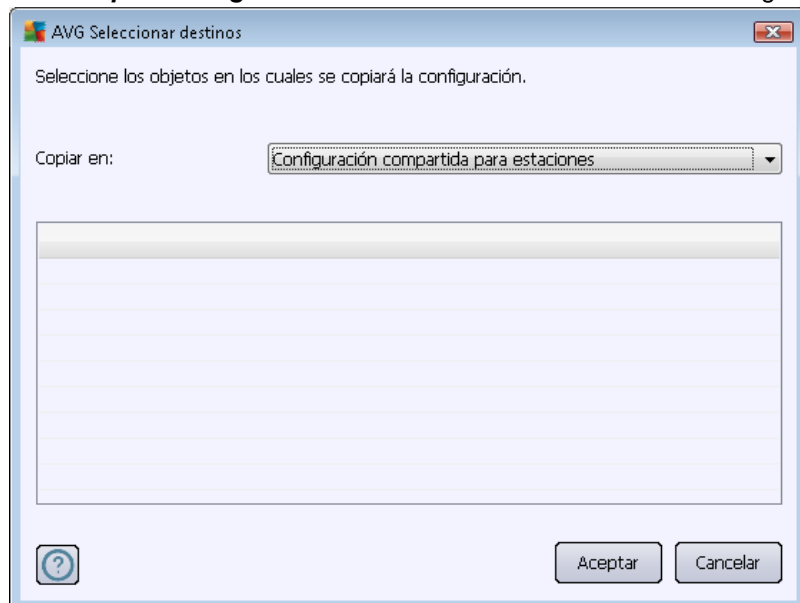 AVG Seleccionar destinos
Seleccione los objetos en los cuales se copiará la configuración.
Copiar en: Configuración compartida para estaciones
Aceptar Cancelar